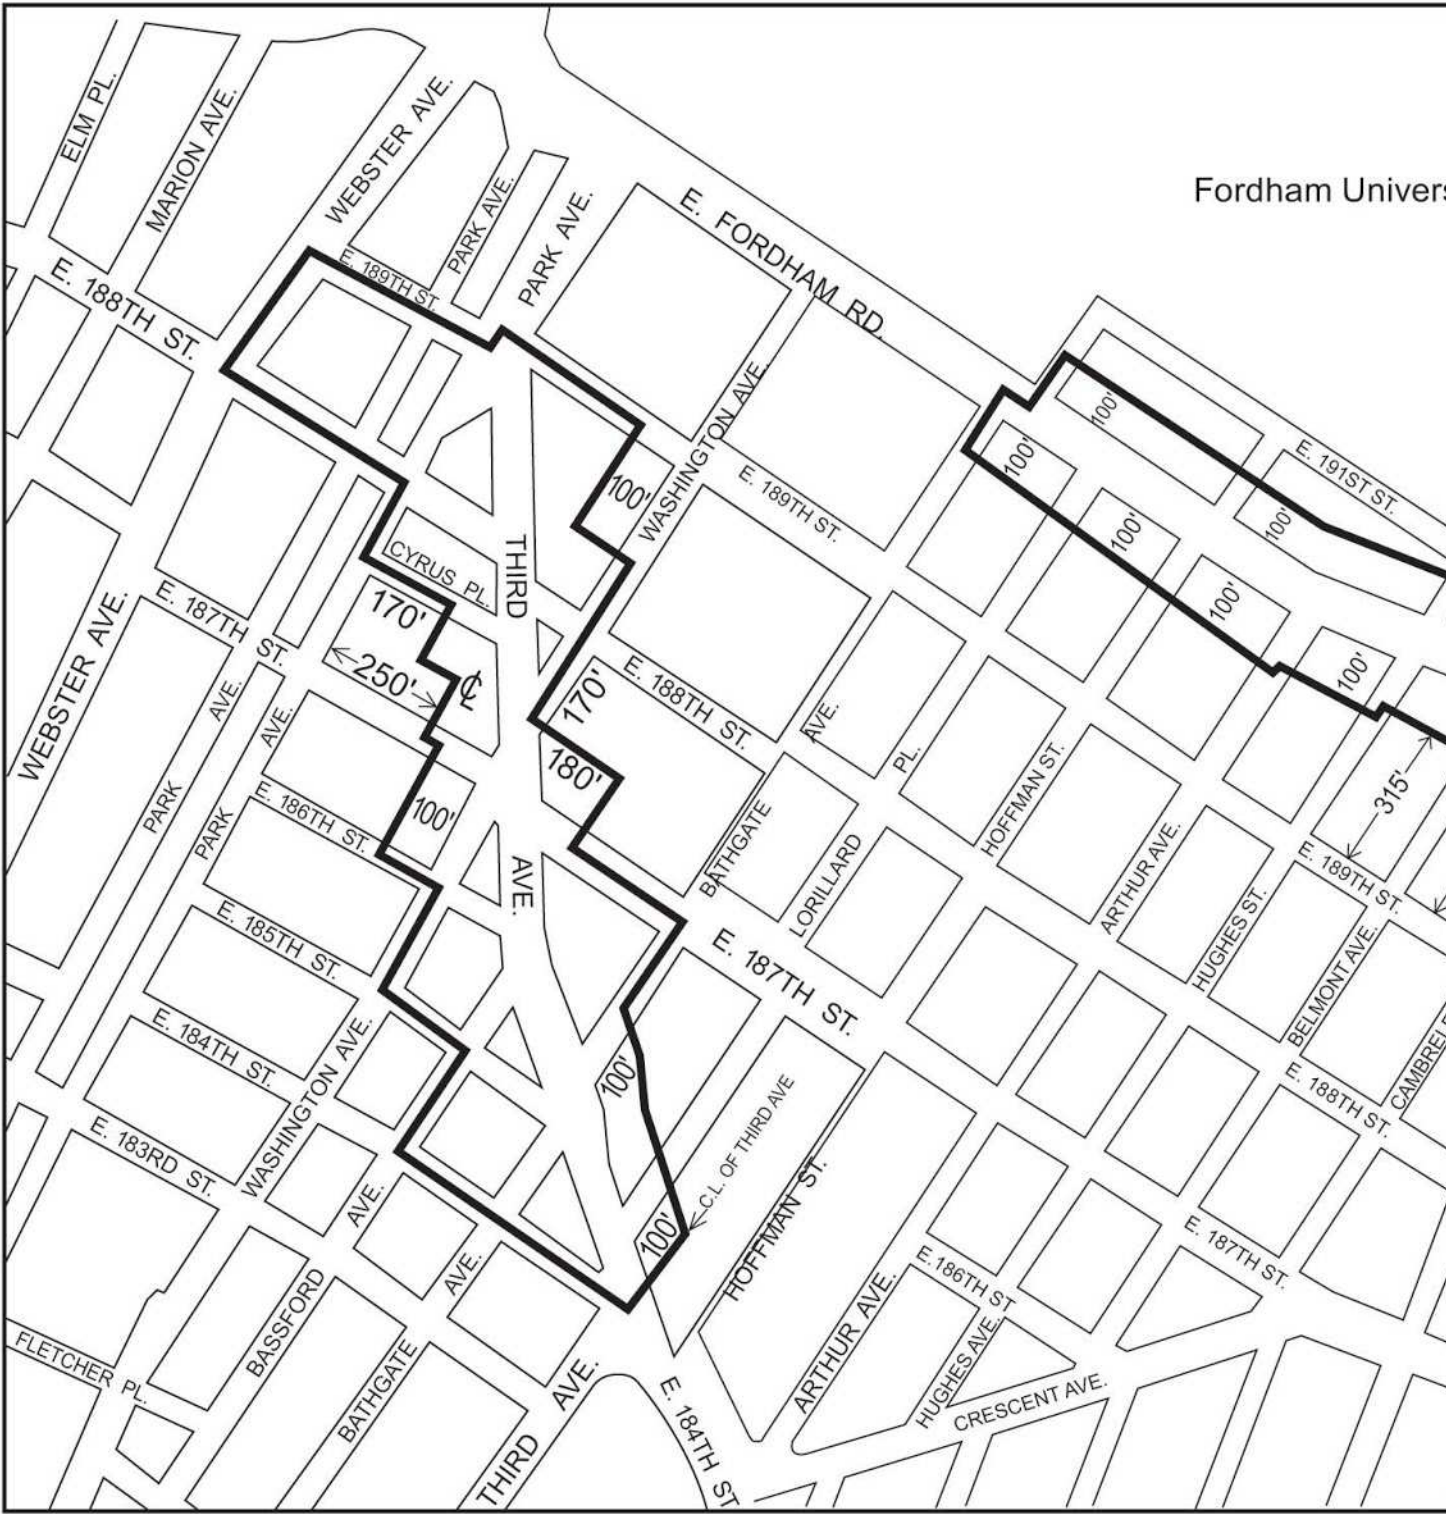 ELM PL.
MARION AVE.
WEBSTER AVE.
PARK AVE.
PARK AVE.
E. FORDHAM RD.
Fordham Univers
E. 188TH ST.
E. 189TH ST.
WASHINGTON AVE.
E. 189TH ST.
100'
100'
E. 191ST ST.
100'
100'
100'
100'
100'
THIRD
CYRUS PL.
170'
250'
℄
E. 187TH ST.
WEBSTER AVE.
PARK AVE.
PARK AVE.
170'
180'
E. 188TH ST.
BATHGATE AVE.
LORILLARD PL.
HOFFMAN ST.
ARTHUR AVE.
315'
E. 189TH ST.
HUGHES ST.
BELMONT AVE.
CAMBREL
E. 186TH ST.
100'
AVE.
E. 185TH ST.
E. 187TH ST.
E. 184TH ST.
WASHINGTON AVE.
100'
E. 188TH ST.
E. 183RD ST.
C.L. OF THIRD AVE
HOFFMAN ST.
100'
E. 187TH ST.
E. 186TH ST
ARTHUR AVE.
HUGHES AVE.
CRESCENT AVE.
FLETCHER PL.
BASSFORD AVE.
BATHGATE AVE.
THIRD AVE.
E. 184TH ST